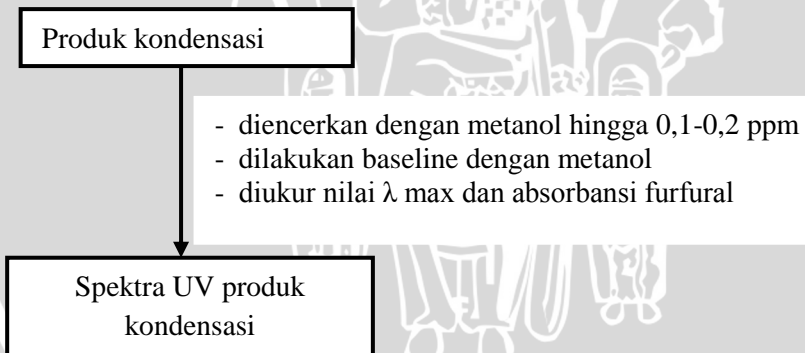 Produk kondensasi
- diencerkan dengan metanol hingga 0,1-0,2 ppm
- dilakukan baseline dengan metanol
- diukur nilai λ max dan absorbansi furfural
Spektra UV produk
kondensasi